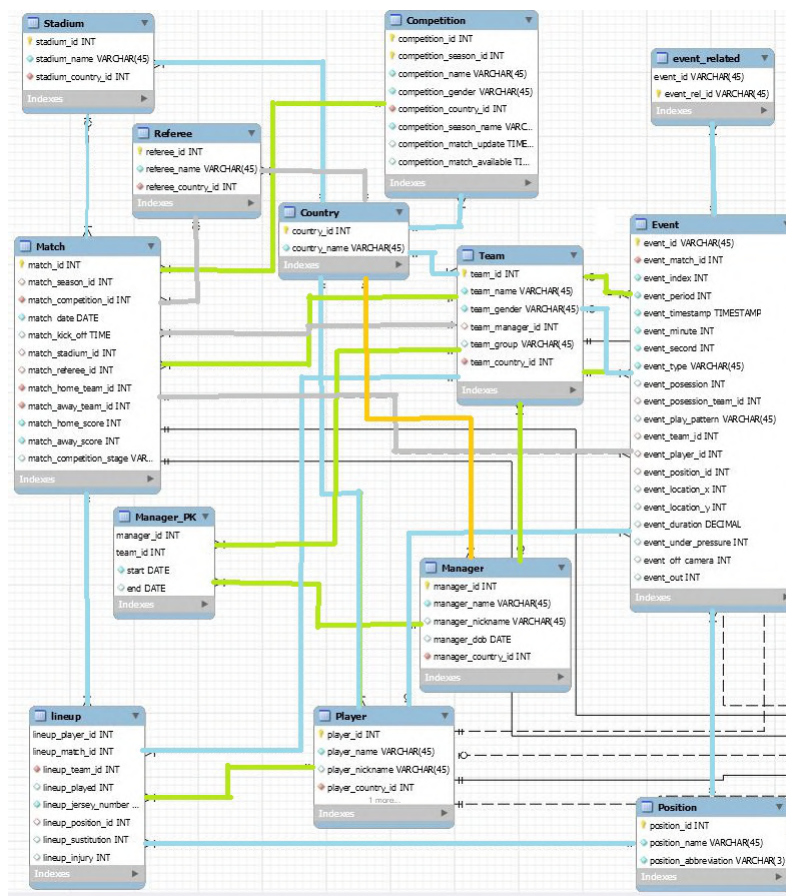 Stadium
stadium_id INT
stadium_name VARCHAR(45)
stadium_country_id INT
Indexes
Competition
competition_id INT
competition_season_id INT
competition_name VARCHAR(45)
competition_gender VARCHAR(45)
competition_country_id INT
competition_season_name VARC...
competition_match_update TIME...
competition_match_available TI...
Indexes
event_related
event_id VARCHAR(45)
event_rel_id VARCHAR(45)
Indexes
Referee
referee_id INT
referee_name VARCHAR(45)
referee_country_id INT
Indexes
Country
country_id INT
country_name VARCHAR(45)
Indexes
Match
match_id INT
match_season_id INT
match_competition_id INT
match_date DATE
match_kick_off TIME
match_stadium_id INT
match_referee_id INT
match_home_team_id INT
match_away_team_id INT
match_home_score INT
match_away_score INT
match_competition_stage VAR...
Indexes
Team
team_id INT
team_name VARCHAR(45)
team_gender VARCHAR(45)
team_manager_id INT
team_group VARCHAR(45)
team_country_id INT
Indexes
Event
event_id VARCHAR(45)
event_match_id INT
event_index INT
event_period INT
event_timestamp TIMESTAMP
event_minute INT
event_second INT
event_type VARCHAR(45)
event_posession INT
event_posession_team_id INT
event_play_pattern VARCHAR(45)
event_team_id INT
event_player_id INT
event_position_id INT
event_location_x INT
event_location_y INT
event_duration DECIMAL
event_under_pressure INT
event_off_camera INT
event_out INT
Indexes
Manager_PK
manager_id INT
team_id INT
start DATE
end DATE
Indexes
Manager
manager_id INT
manager_name VARCHAR(45)
manager_nickname VARCHAR(45)
manager_dob DATE
manager_country_id INT
Indexes
lineup
lineup_player_id INT
lineup_match_id INT
lineup_team_id INT
lineup_played INT
lineup_jersey_number ...
lineup_position_id INT
lineup_sustitution INT
lineup_injury INT
Indexes
Player
player_id INT
player_name VARCHAR(45)
player_nickname VARCHAR(45)
player_country_id INT
1 more...
Indexes
Position
position_id INT
position_name VARCHAR(45)
position_abbreviation VARCHAR(3)
Indexes